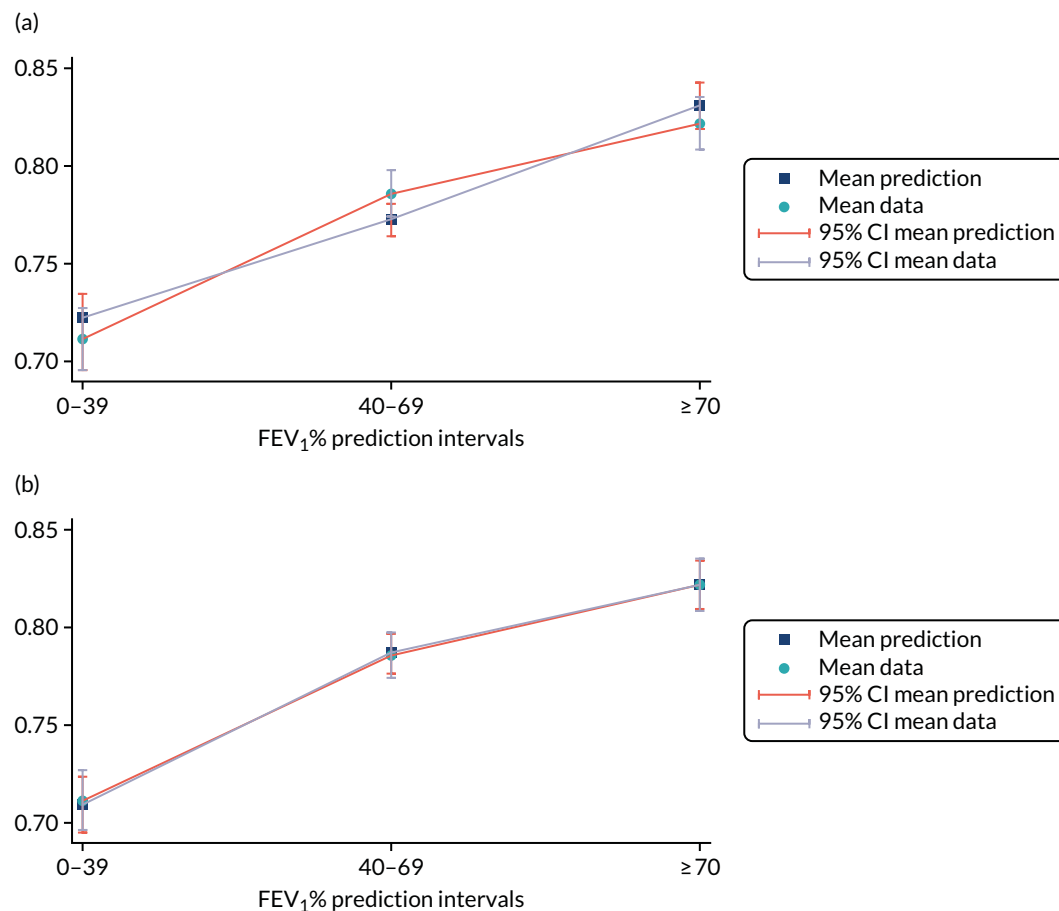 (a)
0.85
0.80
0.75
0.70
0–39
40–69
≥70
FEV₁% prediction intervals
Mean prediction
Mean data
95% CI mean prediction
95% CI mean data
(b)
0.85
0.80
0.75
0.70
0–39
40–69
≥70
FEV₁% prediction intervals
Mean prediction
Mean data
95% CI mean prediction
95% CI mean data